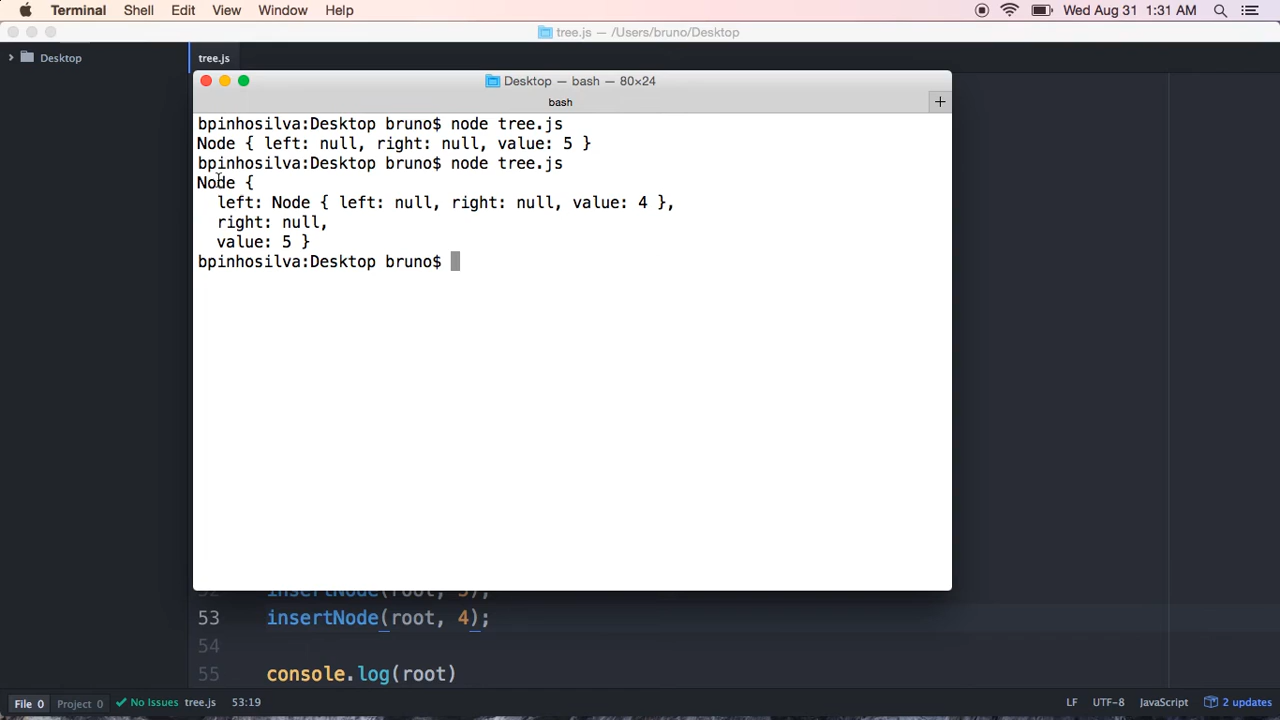 Terminal Shell Edit View Window Help Wed Aug 31 1:31 AM
tree.js — /Users/bruno/Desktop
Desktop tree.js
Desktop — bash — 80×24
bash +
bpinhosilva:Desktop bruno$ node tree.js
Node { left: null, right: null, value: 5 }
bpinhosilva:Desktop bruno$ node tree.js
Node {
left: Node { left: null, right: null, value: 4 },
right: null,
value: 5 }
bpinhosilva:Desktop bruno$
53 insertNode(root, 4);
54
55 console.log(root)
File 0 Project 0 No Issues tree.js 53:19 LF UTF-8 JavaScript 2 updates